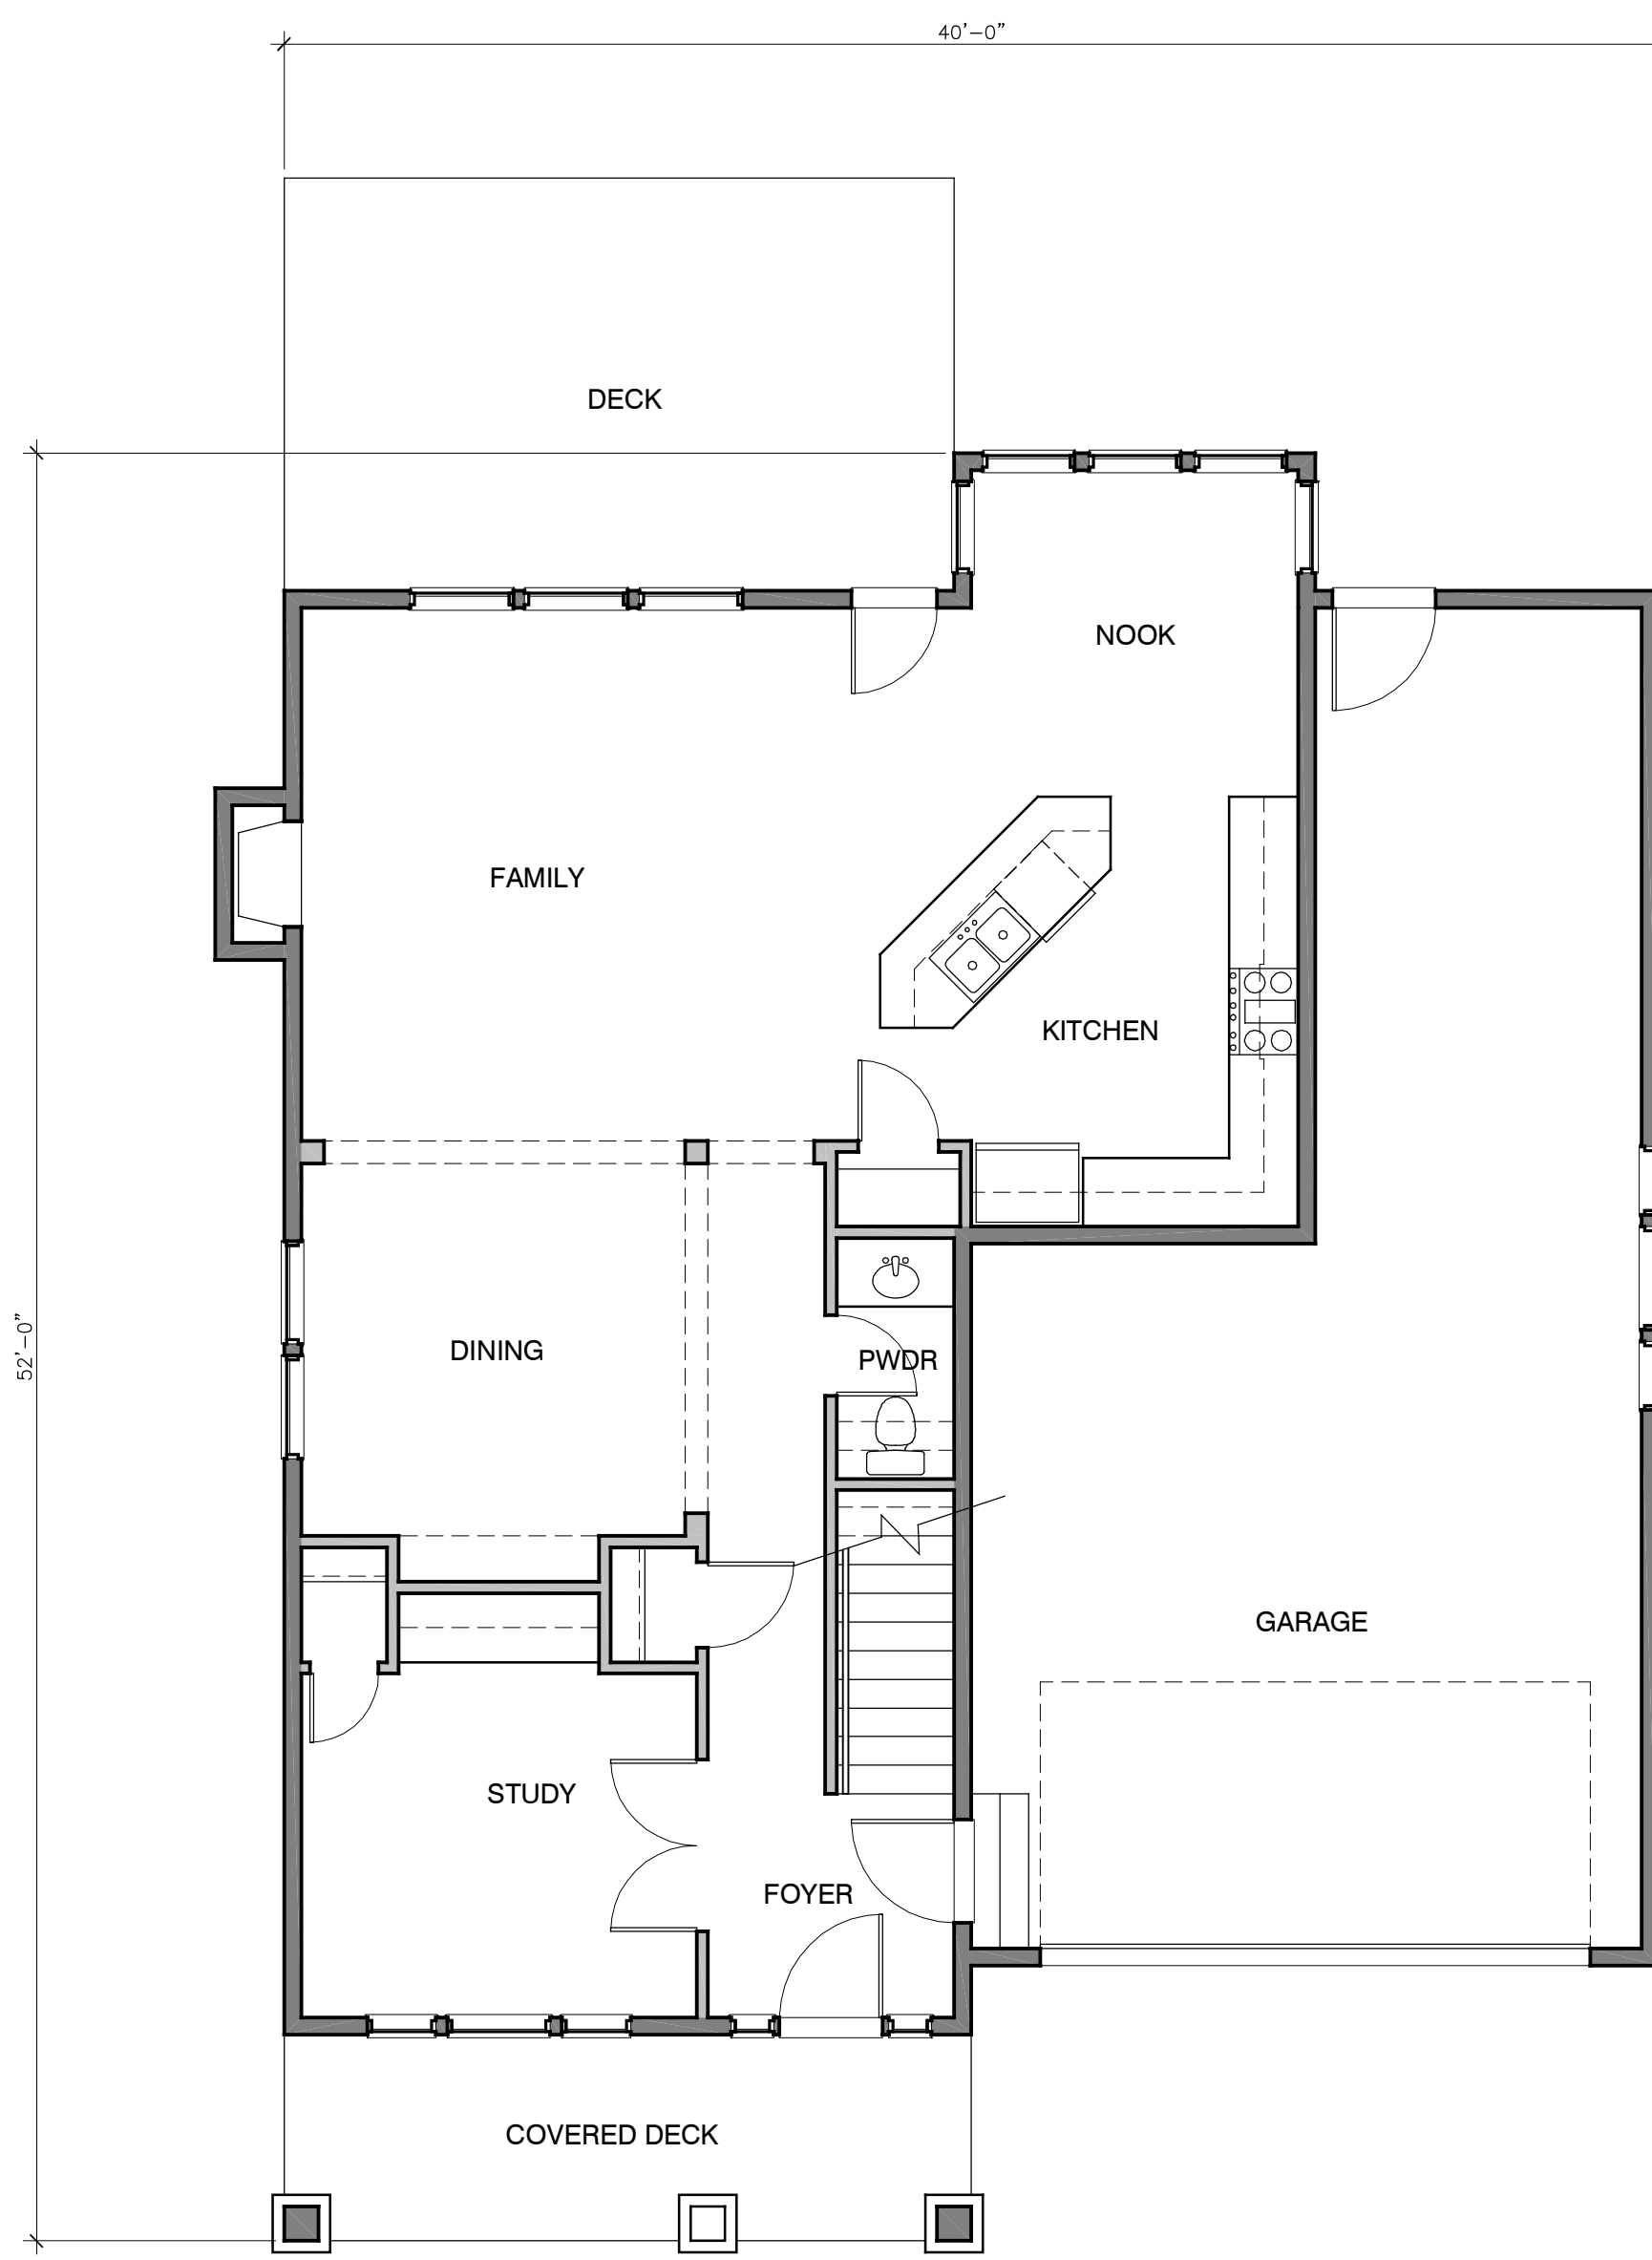 40'-0"
DECK
NOOK
FAMILY
KITCHEN
52'-0"
DINING
PWDR
GARAGE
STUDY
FOYER
COVERED DECK